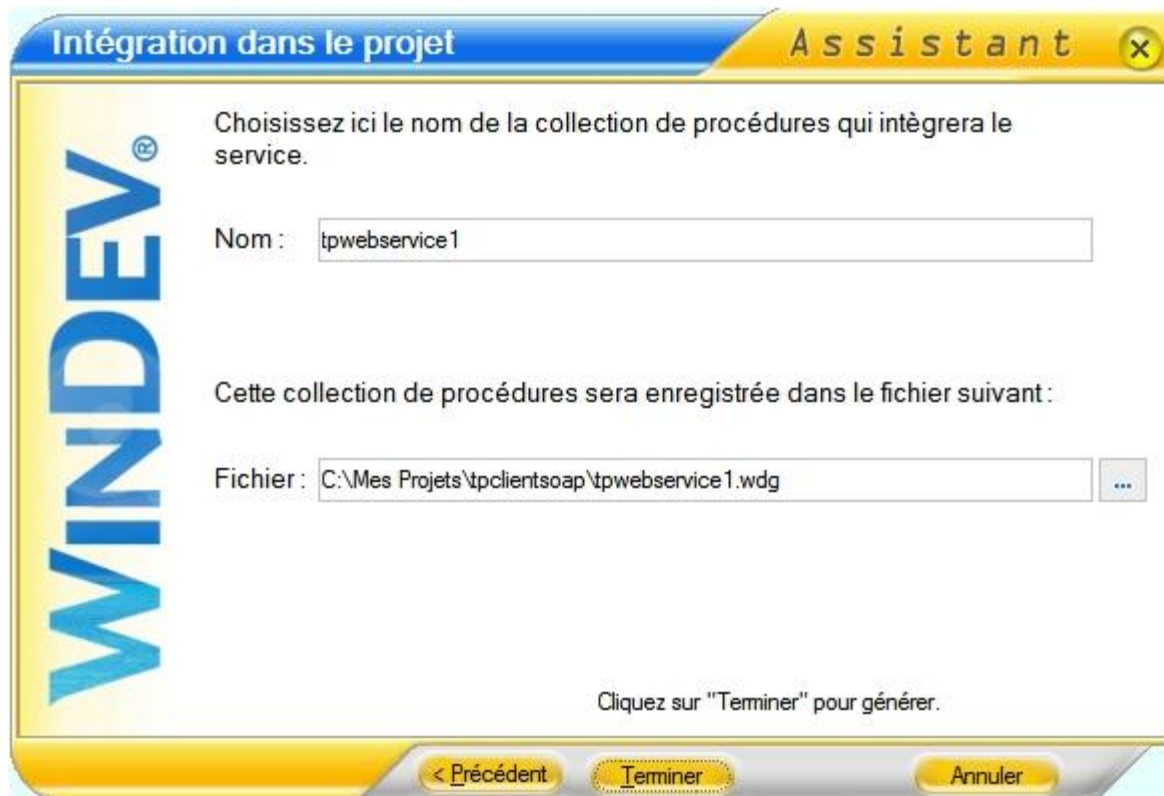 Intégration dans le projet
Assistant
WINDEV®
Choisissez ici le nom de la collection de procédures qui intègrera le
service.
Nom : tpwebservice1
Cette collection de procédures sera enregistrée dans le fichier suivant :
Fichier : C:\Mes Projets\tpclientsoap\tpwebservice1.wdg ...
Cliquez sur "Terminer" pour générer.
< Précédent Terminer Annuler